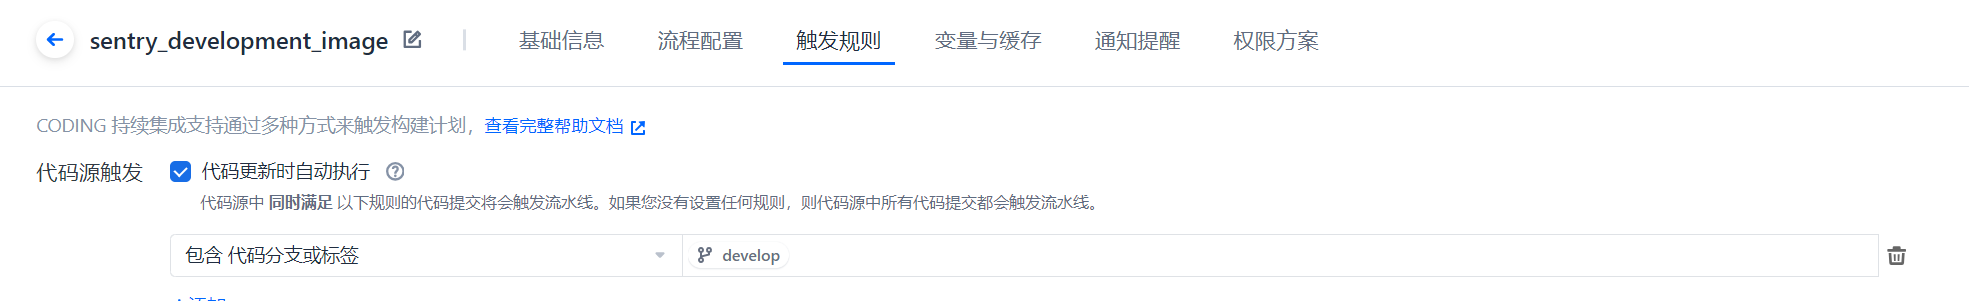 sentry_development_image 基础信息 流程配置 触发规则 变量与缓存 通知提醒 权限方案
CODING 持续集成支持通过多种方式来触发构建计划，查看完整帮助文档
代码源触发 代码更新时自动执行
代码源中 同时满足 以下规则的代码提交将会触发流水线。如果您没有设置任何规则，则代码源中所有代码提交都会触发流水线。
包含 代码分支或标签 develop